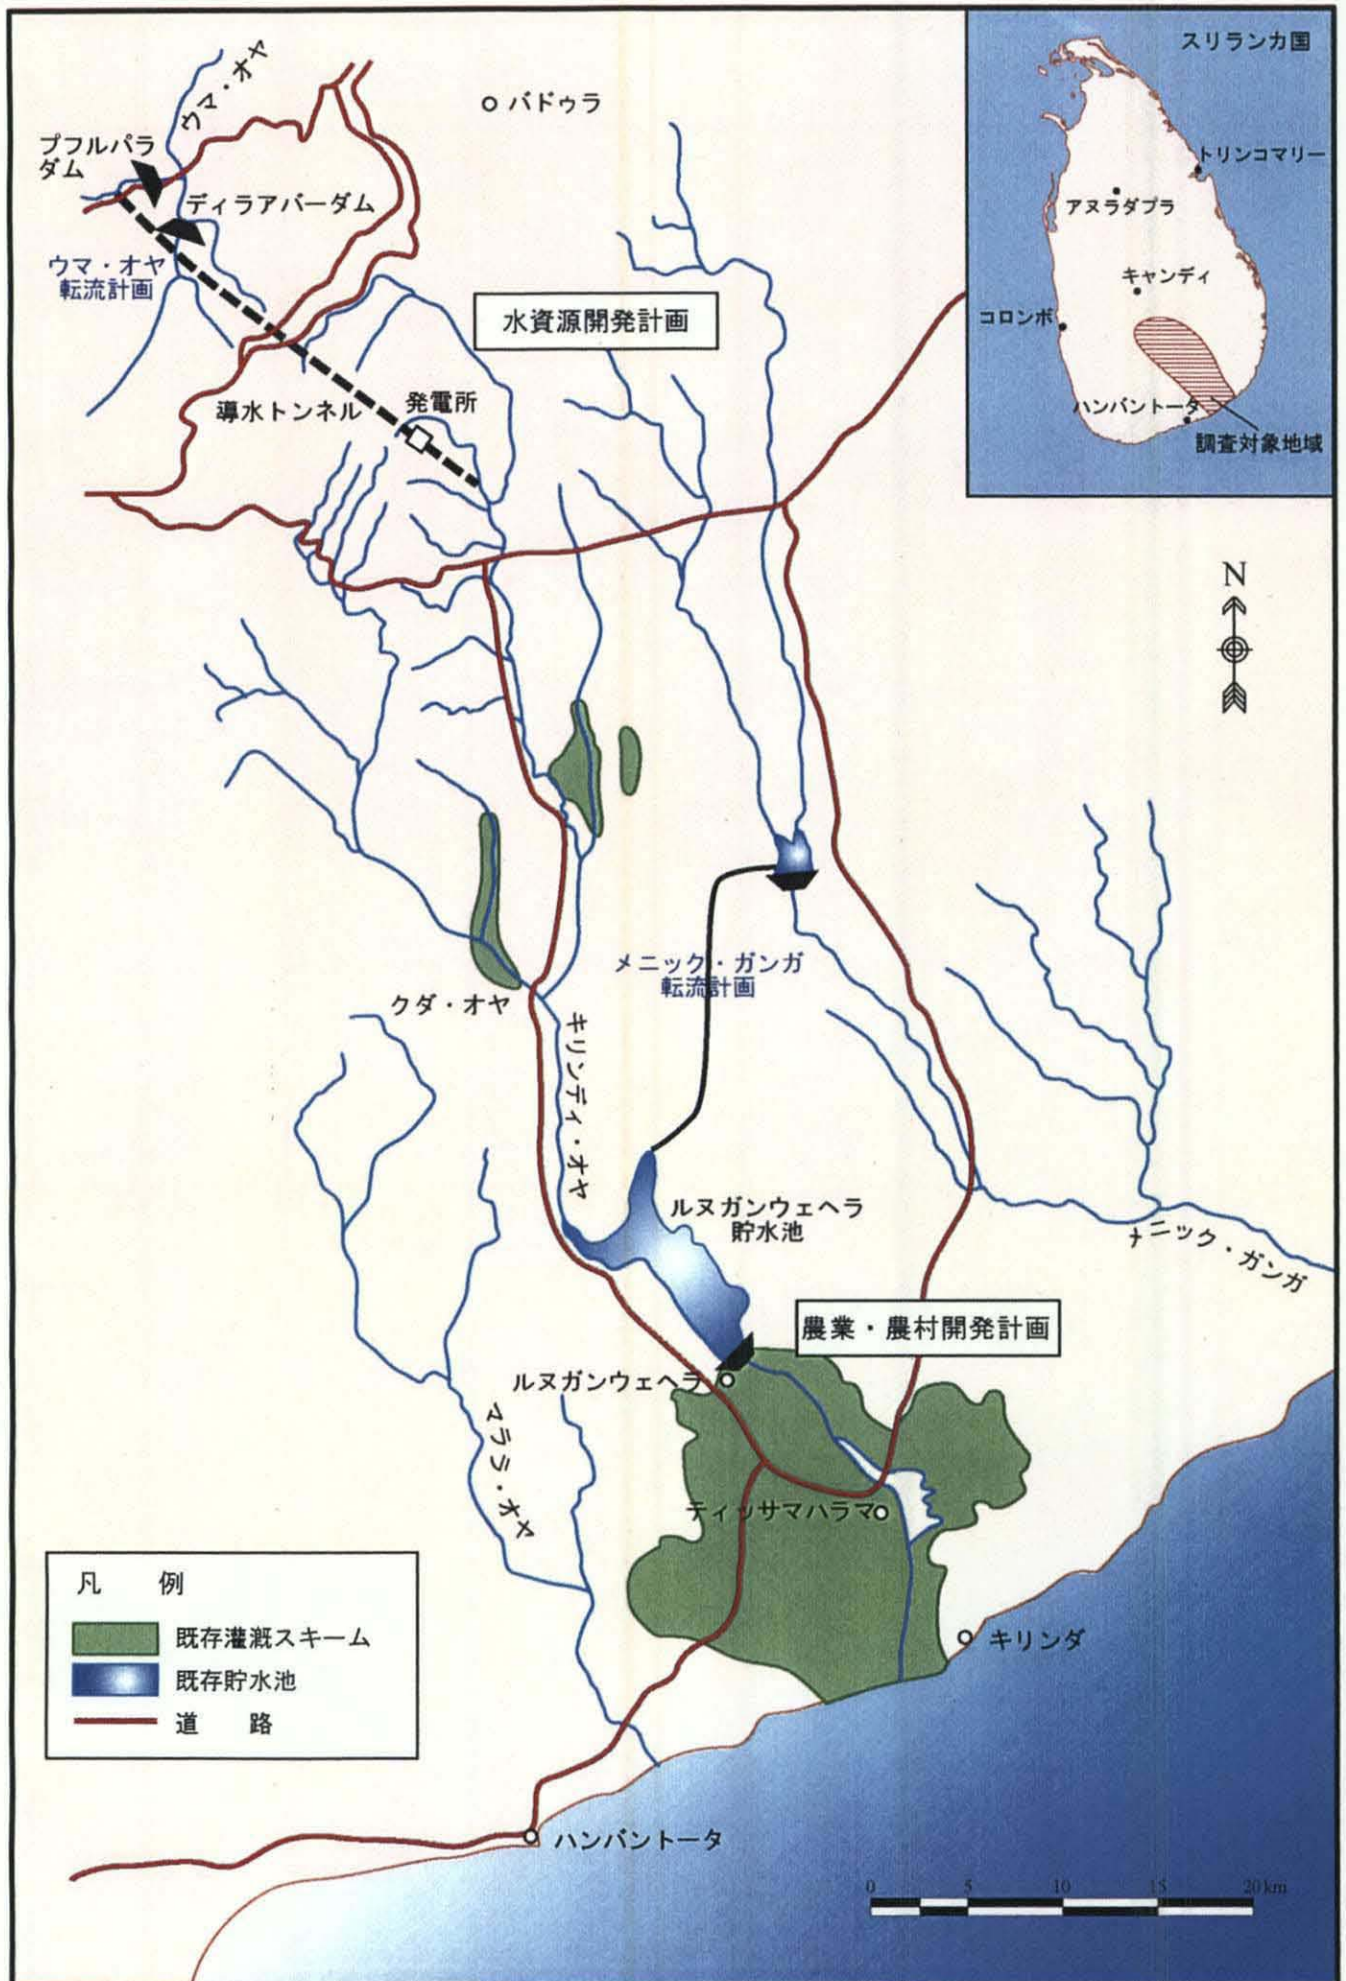 スリランカ国
トリンコマリー
アヌラダプラ
キャンディ
コロンボ
ハンバントータ
調査対象地域
ウマ・オヤ
バドゥラ
プフルパラ
ダム
ディラアバーダム
ウマ・オヤ
転流計画
水資源開発計画
導水トンネル
発電所
N
メニック・ガンガ
転流計画
クダ・オヤ
キリンディ・オヤ
ルヌガンウェヘラ
貯水池
ニック・ガンガ
農業・農村開発計画
ルヌガンウェヘラ
マララ・オヤ
ティッサマハラマ
キリンダ
凡 例
既存灌漑スキーム
既存貯水池
道 路
ハンバントータ
0 5 10 15 20km